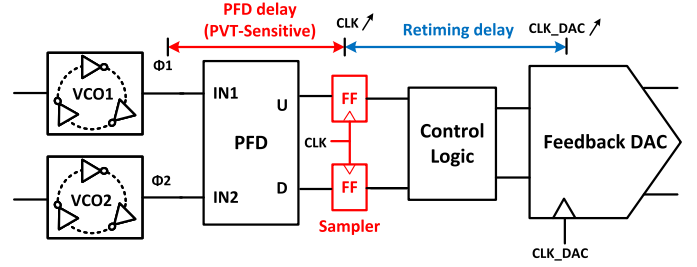 PFD delay
(PVT-Sensitive)
CLK
Retiming delay
CLK_DAC
Φ1
VCO1
IN1
U
FF
PFD
CLK
Control
Logic
Feedback DAC
Φ2
VCO2
IN2
D
FF
Sampler
CLK_DAC